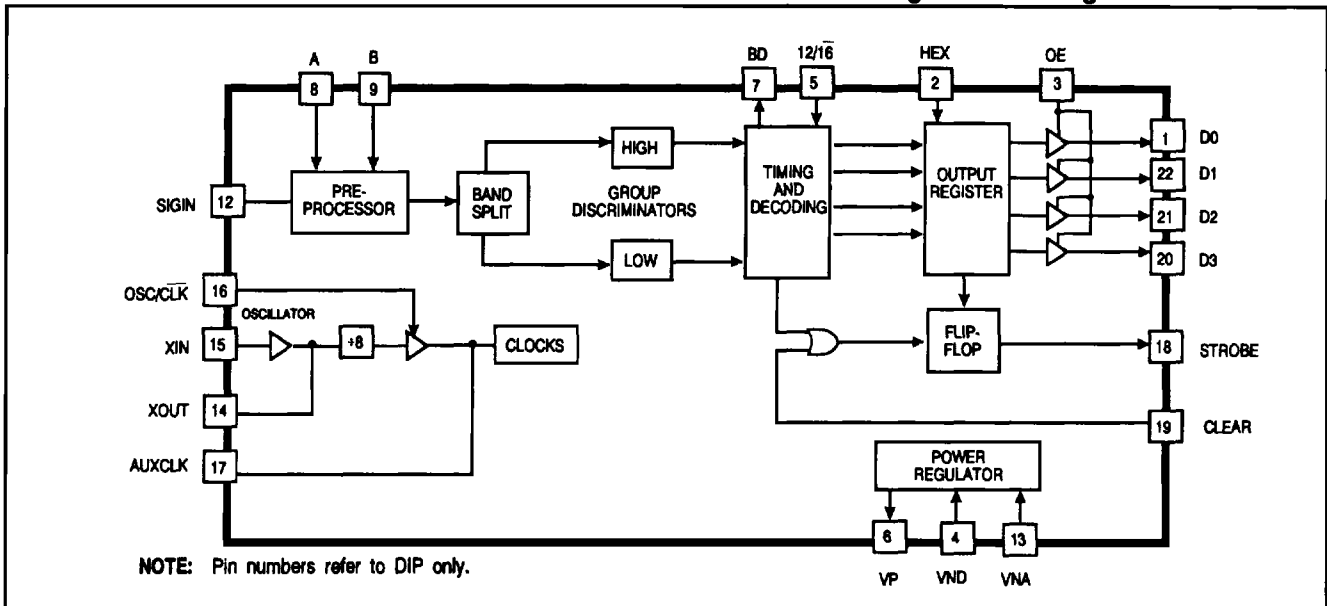 A
B
BD
12/1̅6̅
HEX
OE
8
9
7
5
2
3
HIGH
1
D0
TIMING
AND
DECODING
OUTPUT
REGISTER
22
D1
SIGIN
12
PRE-
PROCESSOR
BAND
SPLIT
GROUP
DISCRIMINATORS
21
D2
LOW
20
D3
OSC/C̅L̅K̅
16
OSCILLATOR
XIN
15
÷8
CLOCKS
FLIP-
FLOP
18
STROBE
XOUT
14
19
CLEAR
AUXCLK
17
POWER
REGULATOR
6
4
13
NOTE: Pin numbers refer to DIP only.
VP
VND
VNA